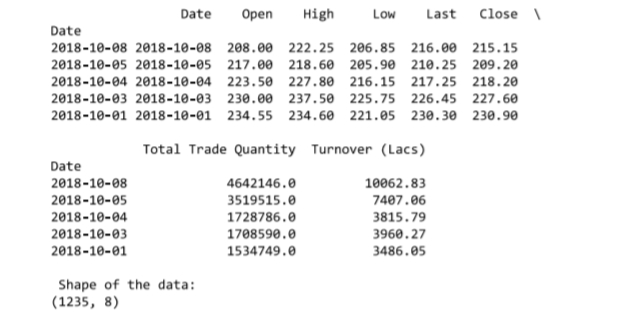 Date Open High Low Last Close \
Date
2018-10-08 2018-10-08 208.00 222.25 206.85 216.00 215.15
2018-10-05 2018-10-05 217.00 218.60 205.90 210.25 209.20
2018-10-04 2018-10-04 223.50 227.80 216.15 217.25 218.20
2018-10-03 2018-10-03 230.00 237.50 225.75 226.45 227.60
2018-10-01 2018-10-01 234.55 234.60 221.05 230.30 230.90
Total Trade Quantity Turnover (Lacs)
Date
2018-10-08 4642146.0 10062.83
2018-10-05 3519515.0 7407.06
2018-10-04 1728786.0 3815.79
2018-10-03 1708590.0 3960.27
2018-10-01 1534749.0 3486.05
Shape of the data:
(1235, 8)